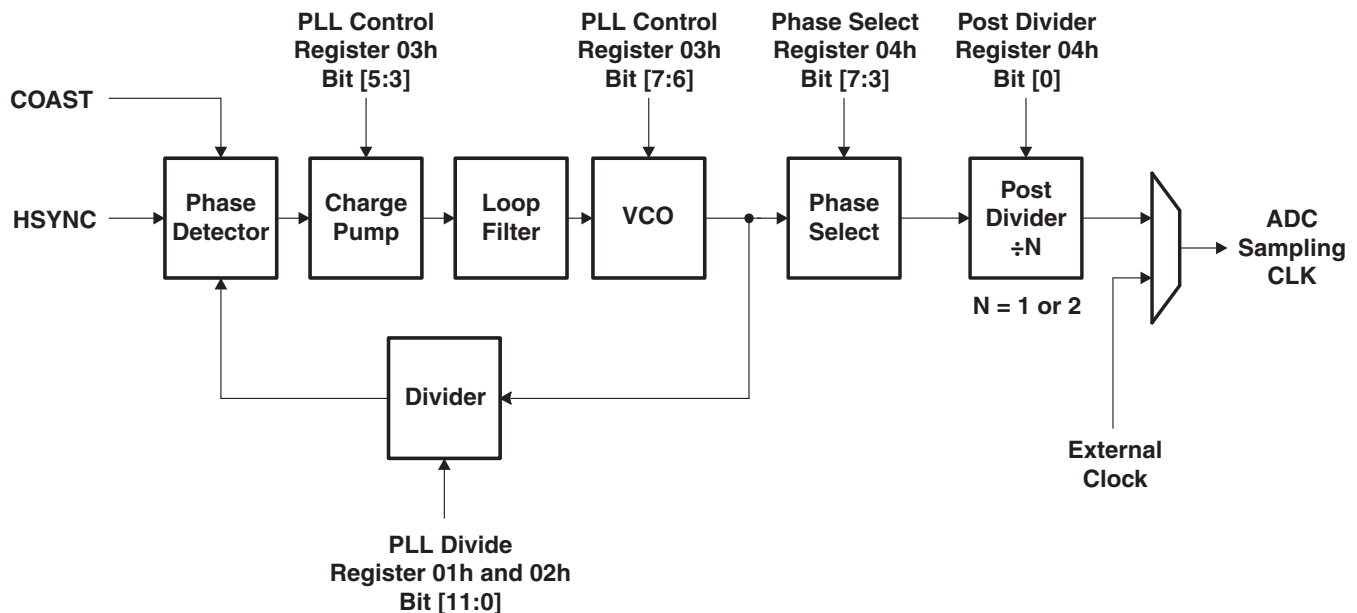 PLL Control
Register 03h
Bit [5:3]
PLL Control
Register 03h
Bit [7:6]
Phase Select
Register 04h
Bit [7:3]
Post Divider
Register 04h
Bit [0]
COAST
HSYNC
Phase
Detector
Charge
Pump
Loop
Filter
VCO
Phase
Select
Post
Divider
÷N
N = 1 or 2
ADC
Sampling
CLK
Divider
External
Clock
PLL Divide
Register 01h and 02h
Bit [11:0]